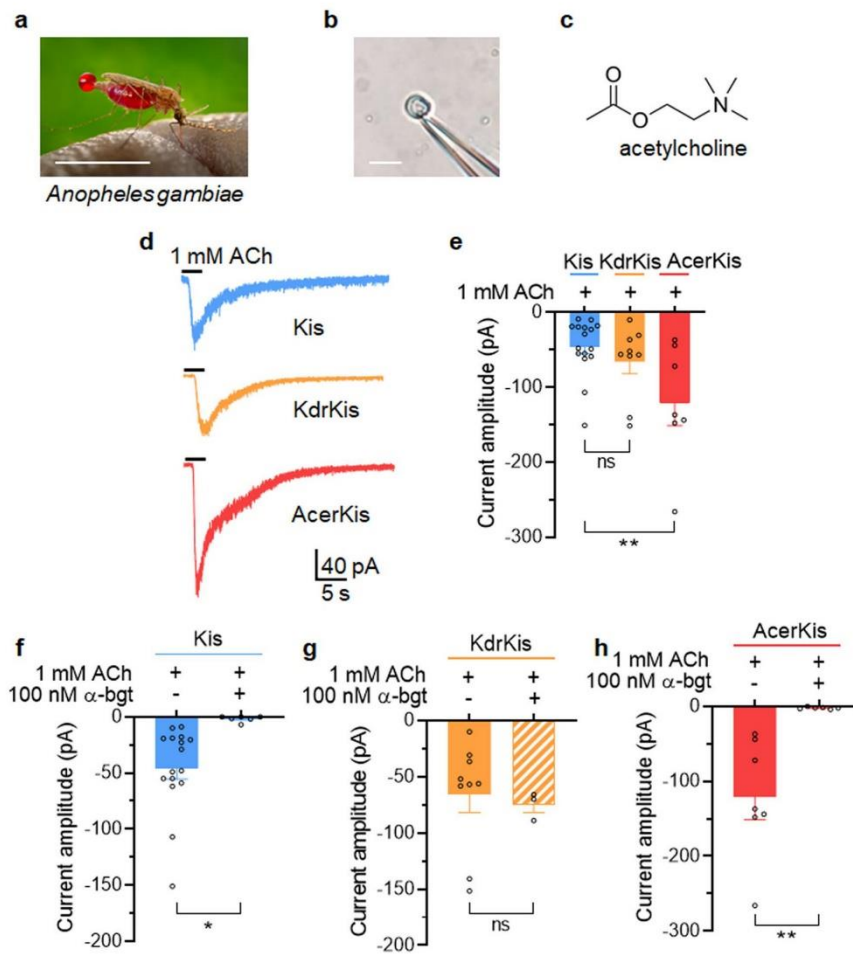 a
b
c
O
O
N
acetylcholine
Anopheles gambiae
d
1 mM ACh
Kis
KdrKis
AcerKis
40 pA
5 s
e
Kis KdrKis AcerKis
1 mM ACh + + +
Current amplitude (pA)
0
-50
-100
-150
-200
-250
-300
ns
**
f
Kis
1 mM ACh + +
100 nM α-bgt - +
Current amplitude (pA)
0
-50
-100
-150
-200
*
g
KdrKis
1 mM ACh + +
100 nM α-bgt - +
Current amplitude (pA)
0
-50
-100
-150
-200
ns
h
AcerKis
1 mM ACh + +
100 nM α-bgt - +
Current amplitude (pA)
0
-100
-200
-300
**